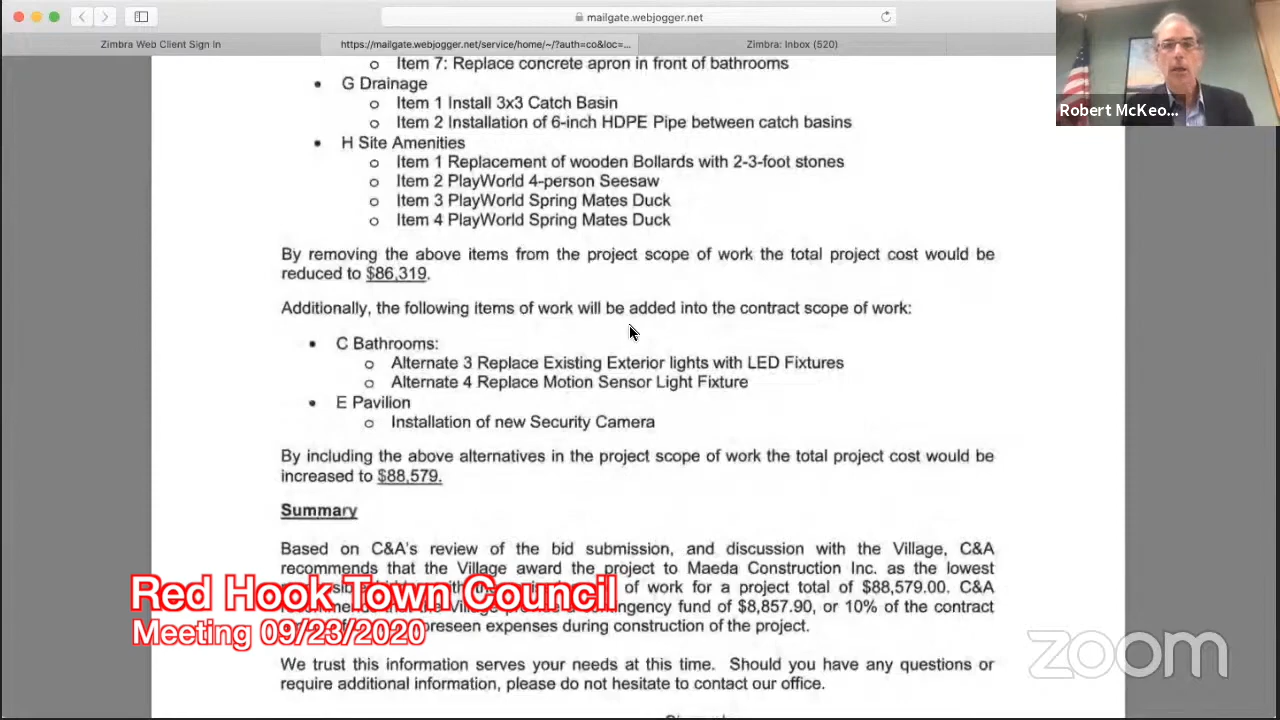 mailgate.webjogger.net
Zimbra Web Client Sign In
https://mailgate.webjogger.net/service/home/~/?auth=co&loc=...
Zimbra: Inbox (520)
Robert McKeo...
Item 7: Replace concrete apron in front of bathrooms
G Drainage
Item 1 Install 3x3 Catch Basin
Item 2 Installation of 6-inch HDPE Pipe between catch basins
H Site Amenities
Item 1 Replacement of wooden Bollards with 2-3-foot stones
Item 2 PlayWorld 4-person Seesaw
Item 3 PlayWorld Spring Mates Duck
Item 4 PlayWorld Spring Mates Duck
By removing the above items from the project scope of work the total project cost would be
reduced to $86,319.
Additionally, the following items of work will be added into the contract scope of work:
C Bathrooms:
Alternate 3 Replace Existing Exterior lights with LED Fixtures
Alternate 4 Replace Motion Sensor Light Fixture
E Pavilion
Installation of new Security Camera
By including the above alternatives in the project scope of work the total project cost would be
increased to $88,579.
Summary
Based on C&A's review of the bid submission, and discussion with the Village, C&A
recommends that the Village award the project to Maeda Construction Inc. as the lowest
of work for a project total of $88,579.00. C&A
fund of $8,857.90, or 10% of the contract
expenses during construction of the project.
We trust this information serves your needs at this time. Should you have any questions or
require additional information, please do not hesitate to contact our office.
Red Hook Town Council
Meeting 09/23/2020
zoom